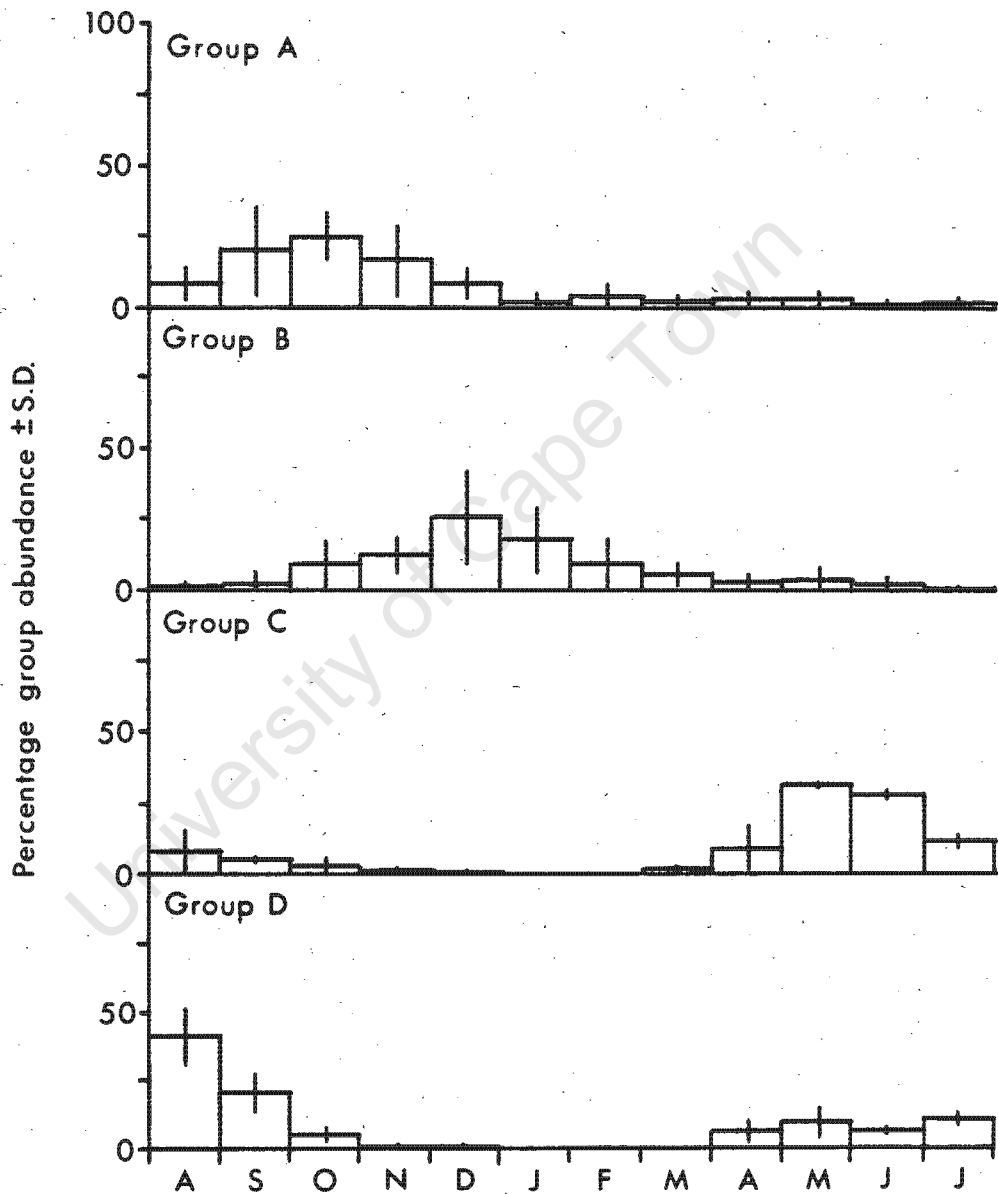 100
Group A
50
0
Group B
50
0
Group C
50
0
Group D
50
0
A S O N D J F M A M J J
Percentage group abundance ± S.D.
University of Cape Town